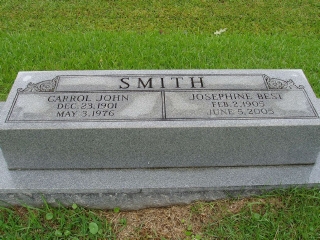 SMITH
CARROL JOHN
DEC. 23, 1901
MAY 3, 1976
JOSEPHINE BEST
FEB. 2, 1905
JUNE 5, 2005